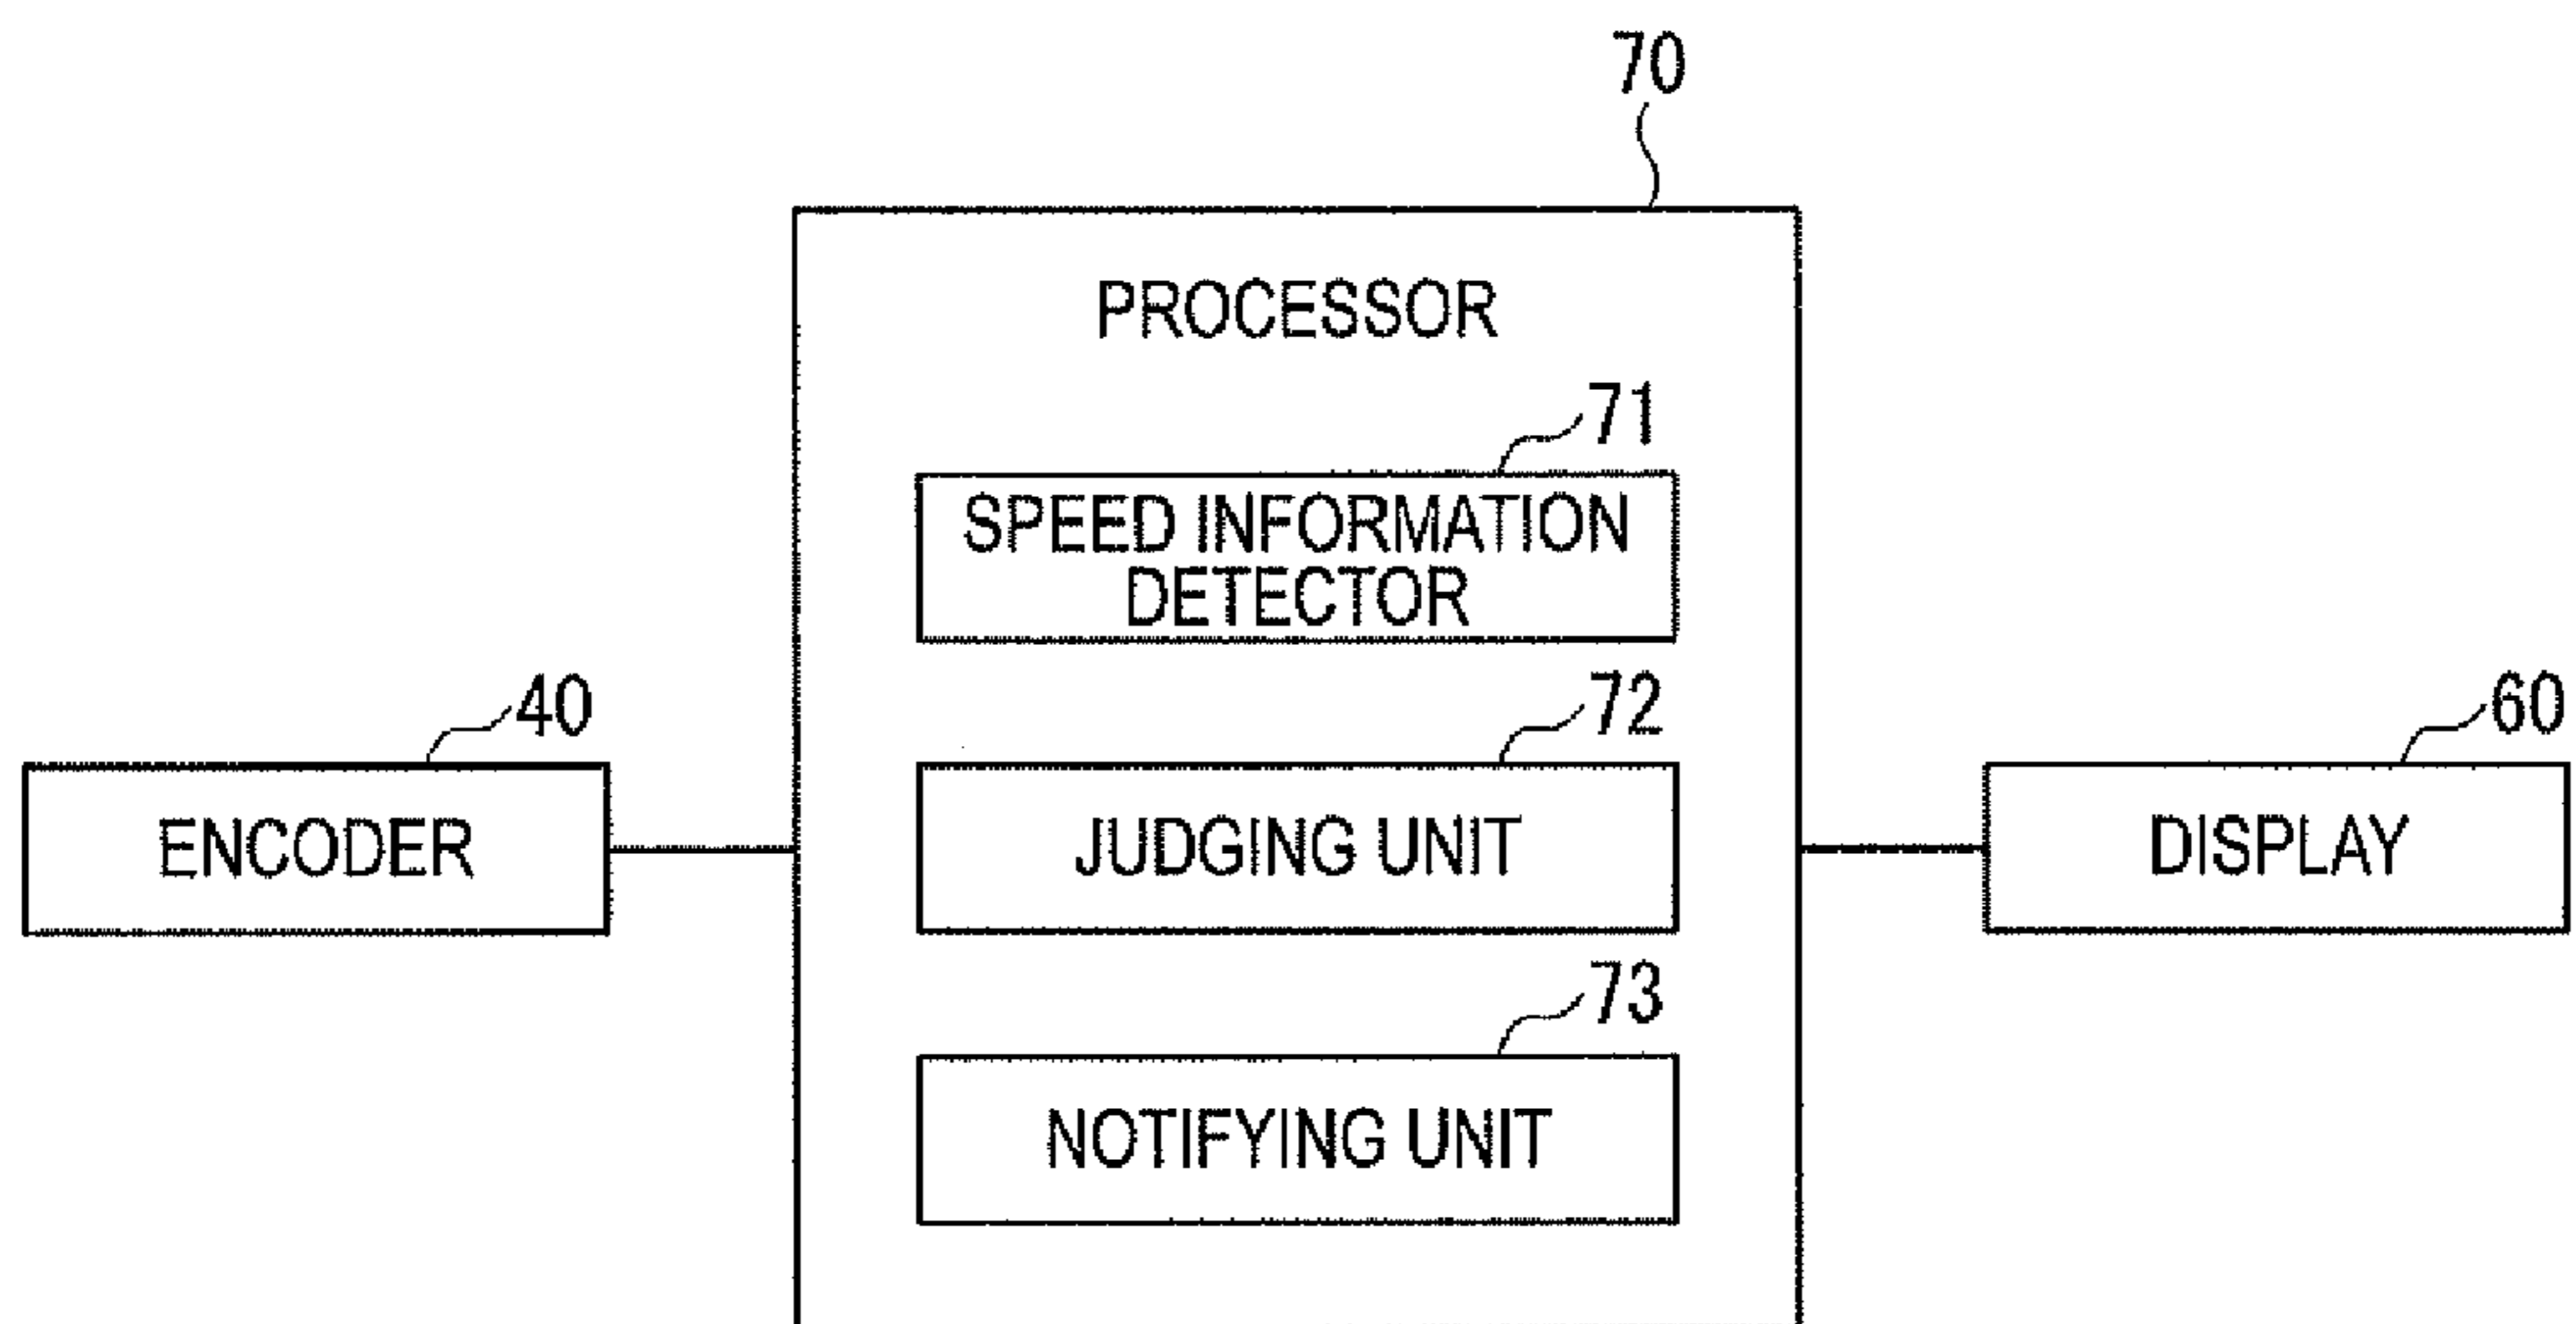 70
PROCESSOR
71
SPEED INFORMATION
DETECTOR
40
72
60
ENCODER
JUDGING UNIT
DISPLAY
73
NOTIFYING UNIT